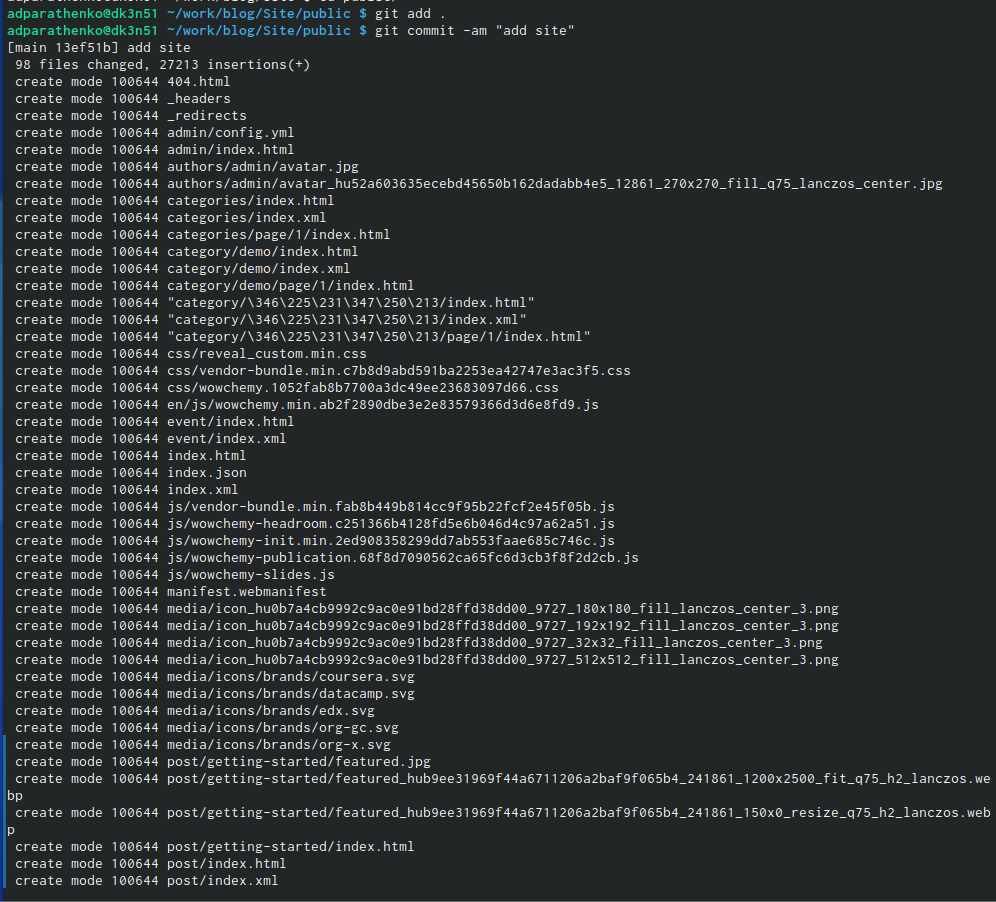 adparathenko@dk3n51 ~/work/blog/Site/public $ git add .
adparathenko@dk3n51 ~/work/blog/Site/public $ git commit -am "add site"
[main 13ef51b] add site
 98 files changed, 27213 insertions(+)
 create mode 100644 404.html
 create mode 100644 _headers
 create mode 100644 _redirects
 create mode 100644 admin/config.yml
 create mode 100644 admin/index.html
 create mode 100644 authors/admin/avatar.jpg
 create mode 100644 authors/admin/avatar_hu52a603635ecebd45650b162dadabb4e5_12861_270x270_fill_q75_lanczos_center.jpg
 create mode 100644 categories/index.html
 create mode 100644 categories/index.xml
 create mode 100644 categories/page/1/index.html
 create mode 100644 category/demo/index.html
 create mode 100644 category/demo/index.xml
 create mode 100644 category/demo/page/1/index.html
 create mode 100644 "category/\346\225\231\347\250\213/index.html"
 create mode 100644 "category/\346\225\231\347\250\213/index.xml"
 create mode 100644 "category/\346\225\231\347\250\213/page/1/index.html"
 create mode 100644 css/reveal_custom.min.css
 create mode 100644 css/vendor-bundle.min.c7b8d9abd591ba2253ea42747e3ac3f5.css
 create mode 100644 css/wowchemy.1052fab8b7700a3dc49ee23683097d66.css
 create mode 100644 en/js/wowchemy.min.ab2f2890dbe3e2e83579366d3d6e8fd9.js
 create mode 100644 event/index.html
 create mode 100644 event/index.xml
 create mode 100644 index.html
 create mode 100644 index.json
 create mode 100644 index.xml
 create mode 100644 js/vendor-bundle.min.fab8b449b814cc9f95b22fcf2e45f05b.js
 create mode 100644 js/wowchemy-headroom.c251366b4128fd5e6b046d4c97a62a51.js
 create mode 100644 js/wowchemy-init.min.2ed908358299dd7ab553faae685c746c.js
 create mode 100644 js/wowchemy-publication.68f8d7090562ca65fc6d3cb3f8f2d2cb.js
 create mode 100644 js/wowchemy-slides.js
 create mode 100644 manifest.webmanifest
 create mode 100644 media/icon_hu0b7a4cb9992c9ac0e91bd28ffd38dd00_9727_180x180_fill_lanczos_center_3.png
 create mode 100644 media/icon_hu0b7a4cb9992c9ac0e91bd28ffd38dd00_9727_192x192_fill_lanczos_center_3.png
 create mode 100644 media/icon_hu0b7a4cb9992c9ac0e91bd28ffd38dd00_9727_32x32_fill_lanczos_center_3.png
 create mode 100644 media/icon_hu0b7a4cb9992c9ac0e91bd28ffd38dd00_9727_512x512_fill_lanczos_center_3.png
 create mode 100644 media/icons/brands/coursera.svg
 create mode 100644 media/icons/brands/datacamp.svg
 create mode 100644 media/icons/brands/edx.svg
 create mode 100644 media/icons/brands/org-gc.svg
 create mode 100644 media/icons/brands/org-x.svg
 create mode 100644 post/getting-started/featured.jpg
 create mode 100644 post/getting-started/featured_hub9ee31969f44a6711206a2baf9f065b4_241861_1200x2500_fit_q75_h2_lanczos.we
bp
 create mode 100644 post/getting-started/featured_hub9ee31969f44a6711206a2baf9f065b4_241861_150x0_resize_q75_h2_lanczos.web
p
 create mode 100644 post/getting-started/index.html
 create mode 100644 post/index.html
 create mode 100644 post/index.xml